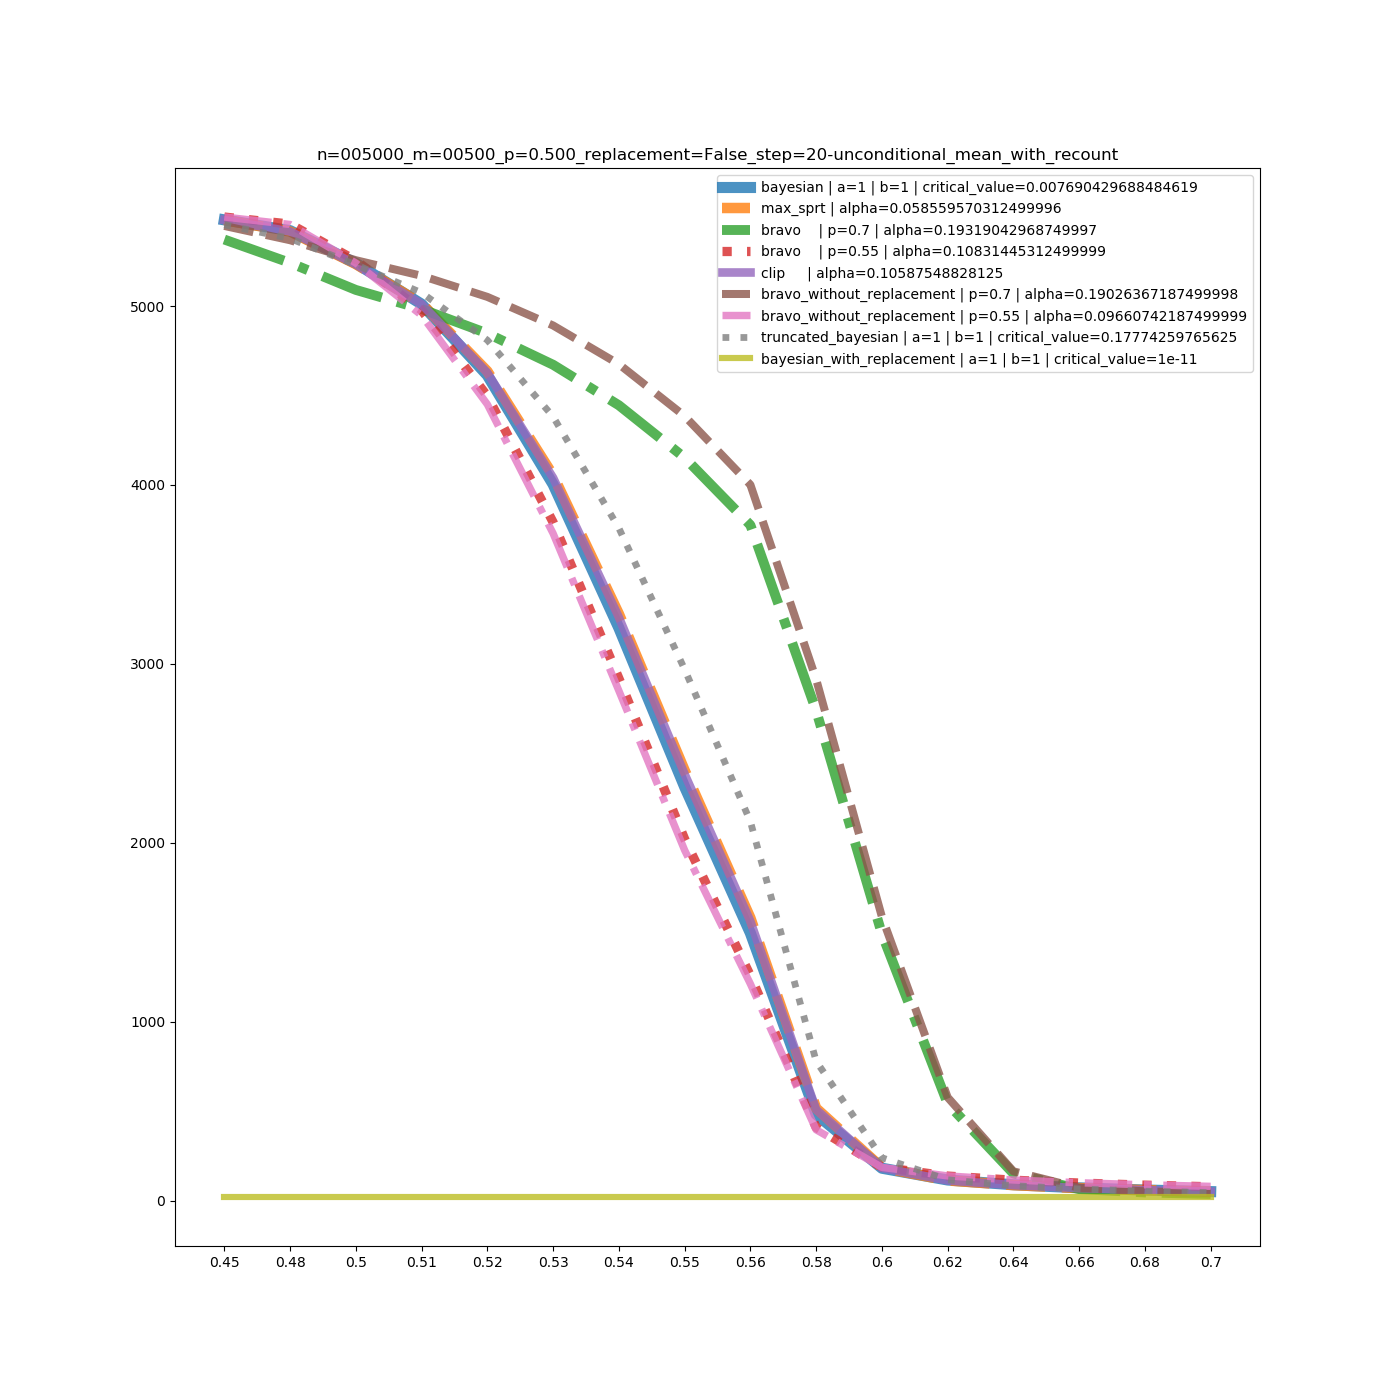 n=005000_m=00500_p=0.500_replacement=False_step=20-unconditional_mean_with_recount
bayesian | a=1 | b=1 | critical_value=0.007690429688484619
max_sprt | alpha=0.058559570312499996
bravo | p=0.7 | alpha=0.19319042968749997
bravo | p=0.55 | alpha=0.10831445312499999
clip | alpha=0.10587548828125
bravo_without_replacement | p=0.7 | alpha=0.19026367187499998
bravo_without_replacement | p=0.55 | alpha=0.09660742187499999
truncated_bayesian | a=1 | b=1 | critical_value=0.17774259765625
bayesian_with_replacement | a=1 | b=1 | critical_value=1e-11
5000
4000
3000
2000
1000
0
0.45 0.48 0.5 0.51 0.52 0.53 0.54 0.55 0.56 0.58 0.6 0.62 0.64 0.66 0.68 0.7